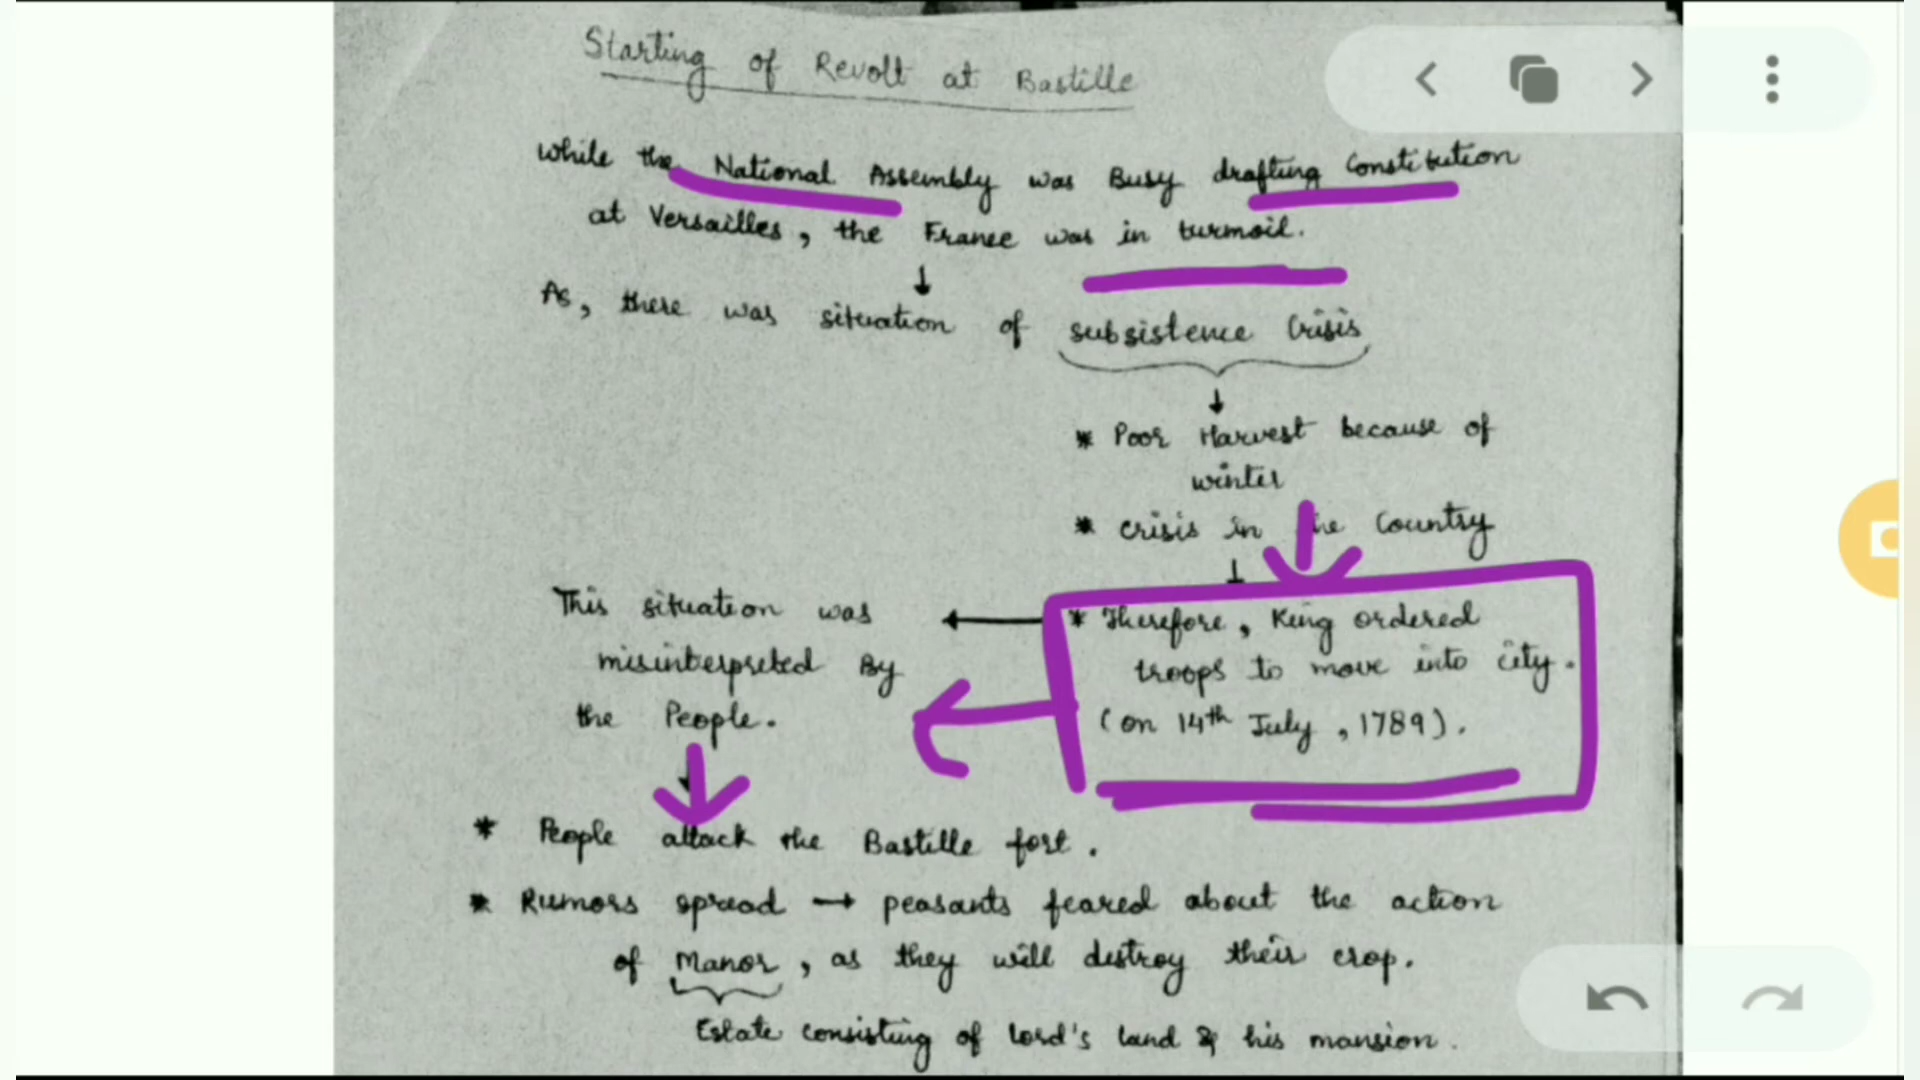 Starting of Revolt at Bastille
While the National Assembly was Busy drafting Constitution
at Versailles, the France was in turmoil.
↓
As, there was situation of subsistence Crisis
↓
* Poor Harvest because of
winter
* crisis in the Country
↓
* Therefore, King ordered
troops to move into city.
(on 14th July, 1789).
←
This situation was
misinterpreted By
the People.
↓
* People attack the Bastille fort.
* Rumors spread → peasants feared about the action
of Manor, as they will destroy their crop.
Estate consisting of lord's land & his mansion.